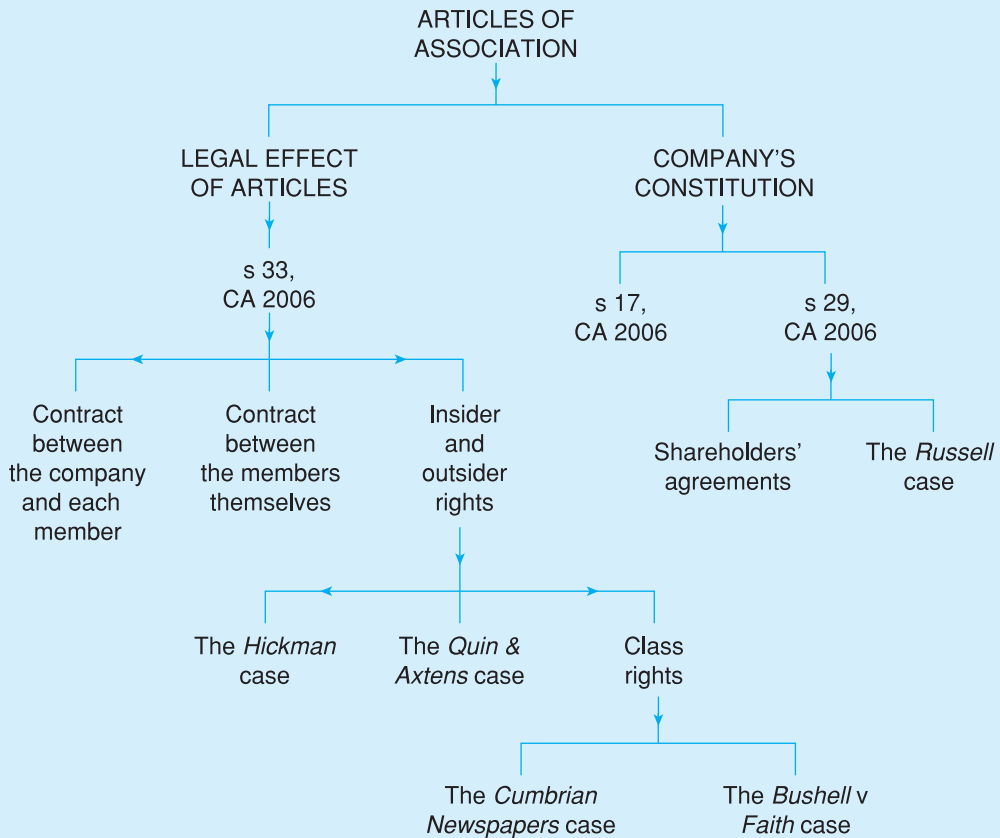 ARTICLES OF
ASSOCIATION
LEGAL EFFECT
OF ARTICLES
COMPANY'S
CONSTITUTION
s 33,
CA 2006
s 17,
CA 2006
s 29,
CA 2006
Contract
between
the company
and each
member
Contract
between
the members
themselves
Insider
and
outsider
rights
Shareholders'
agreements
The Russell
case
The Hickman
case
The Quin &
Axtens case
Class
rights
The Cumbrian
Newspapers case
The Bushell v
Faith case